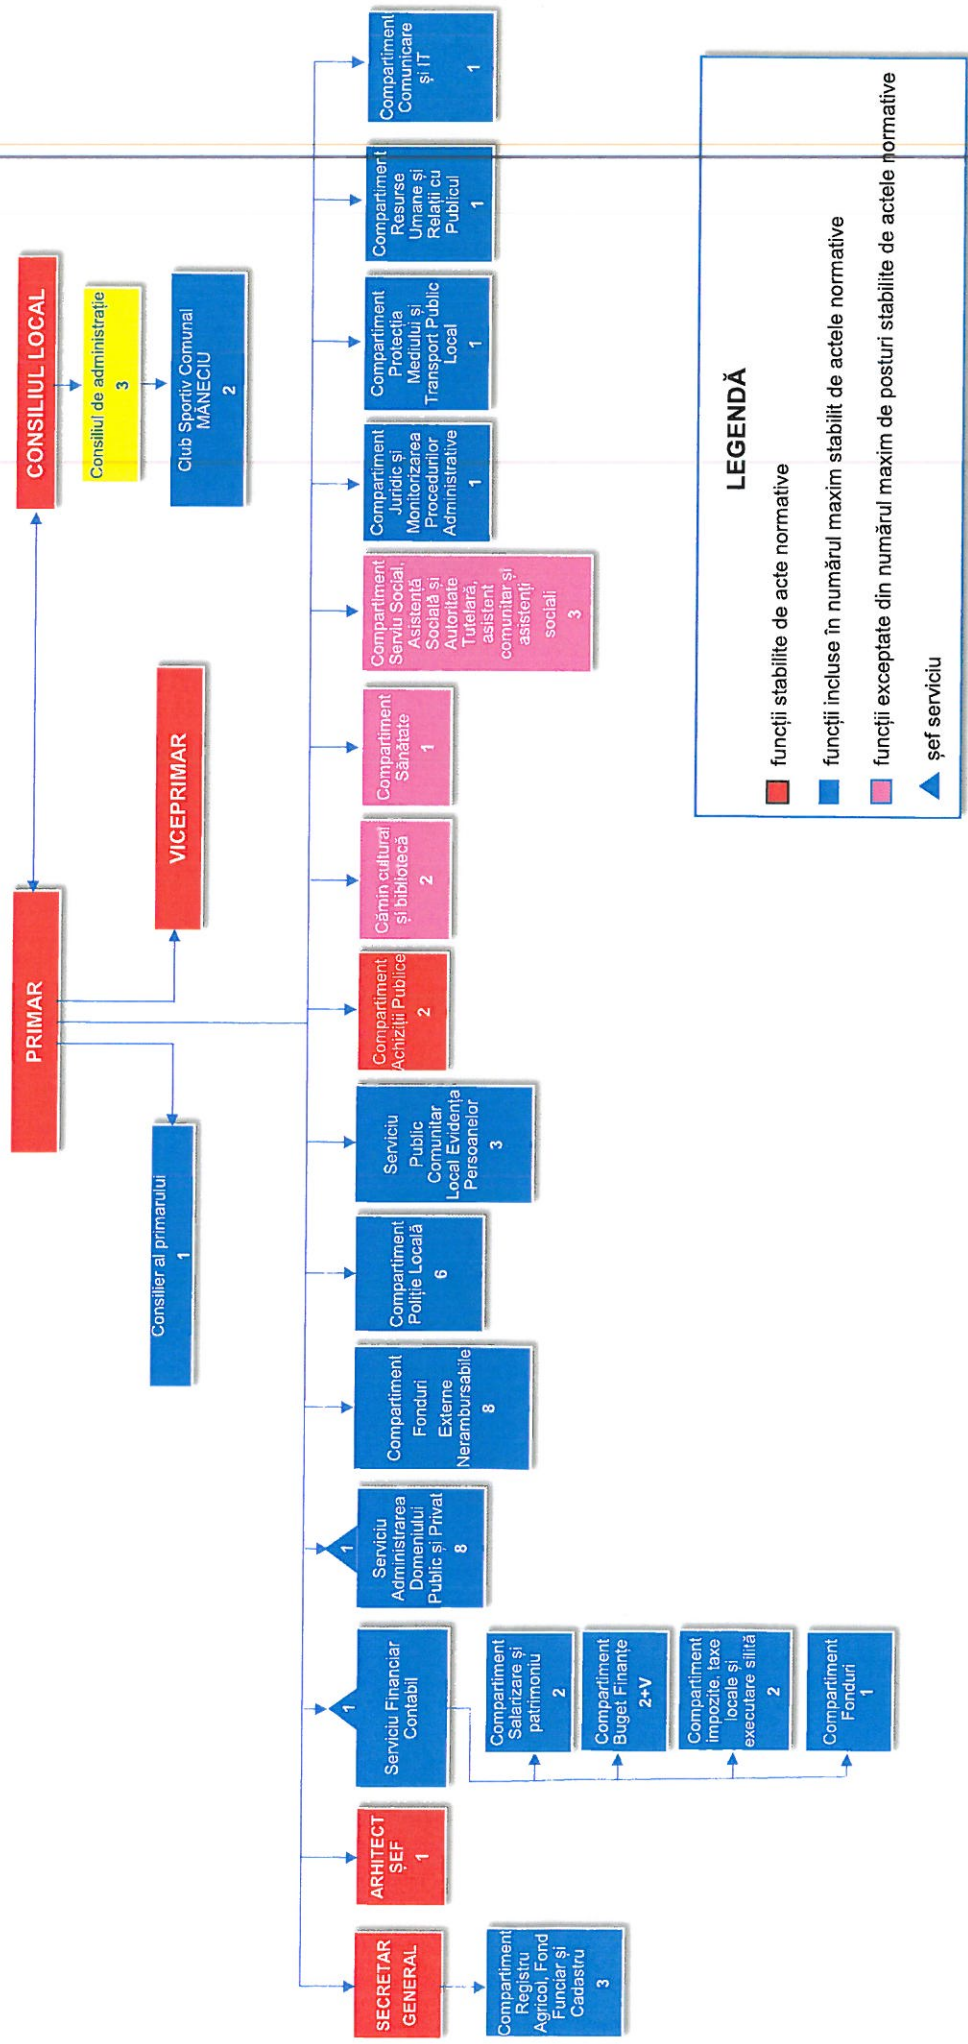 PRIMAR
CONSILIUL LOCAL
Consiliul de administrație
3
Club Sportiv Comunal
MĂNECIU
2
VICEPRIMAR
Consilier al primarului
1
SECRETAR
GENERAL
Compartiment
Registru
Agricol, Fond
Funciar și
Cadastru
3
ARHITECT
ȘEF
1
1
Serviciu Financiar
Contabil
Compartiment
Salarizare și
patrimoniu
2
Compartiment
Buget Finanțe
2+V
Compartiment
impozite, taxe
locale și
executare silită
2
Compartiment
Fonduri
1
1
Serviciu
Administrarea
Domeniului
Public și Privat
8
Compartiment
Fonduri
Externe
Nerambursabile
8
Compartiment
Poliție Locală
6
Serviciu
Public
Comunitar
Local Evidența
Persoanelor
3
Compartiment
Achiziții Publice
2
Cămin cultural
și bibliotecă
2
Compartiment
Sănătate
1
Compartiment
Serviu Social,
Asistență
Socială și
Autoritate
Tutelară,
asistent
comunitar și
asistenți
sociali
3
Compartiment
Juridic și
Monitorizarea
Procedurilor
Administrative
1
Compartiment
Protecția
Mediului și
Transport Public
Local
1
Compartiment
Resurse
Umane și
Relații cu
Publicul
1
Compartiment
Comunicare
și IT
1
LEGENDĂ
funcții stabilite de acte normative
funcții incluse în numărul maxim stabilit de actele normative
funcții exceptate din numărul maxim de posturi stabilite de actele normative
șef serviciu